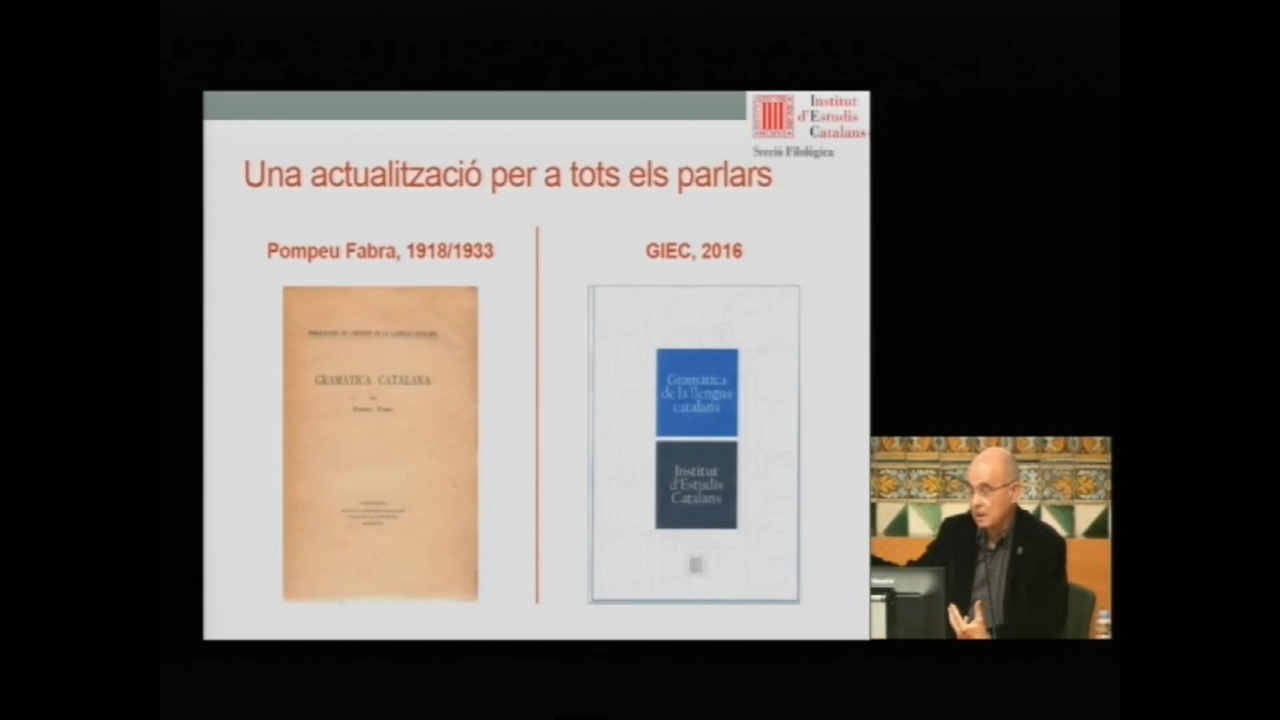 Institut
d'Estudis
Catalans
Secció Filològica
Una actualització per a tots els parlars
Pompeu Fabra, 1918/1933
GIEC, 2016
GRAMATICA CATALANA
Gramàtica
de la llengua
catalana
Institut
d'Estudis
Catalans